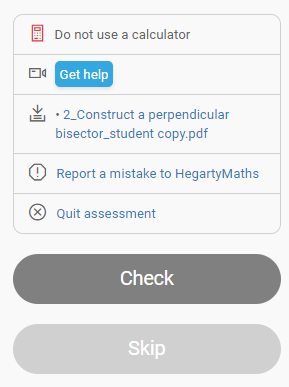 Do not use a calculator
Get help
• 2_Construct a perpendicular
bisector_student copy.pdf
Report a mistake to HegartyMaths
Quit assessment
Check
Skip